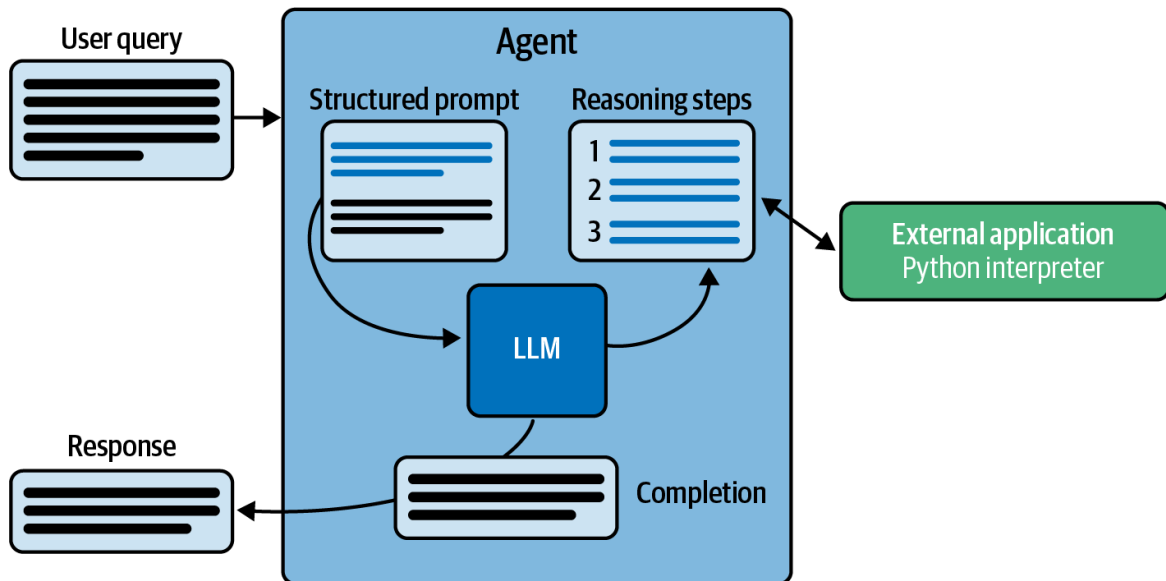 User query
Agent
Structured prompt
Reasoning steps
1
2
3
External application
Python interpreter
LLM
Response
Completion